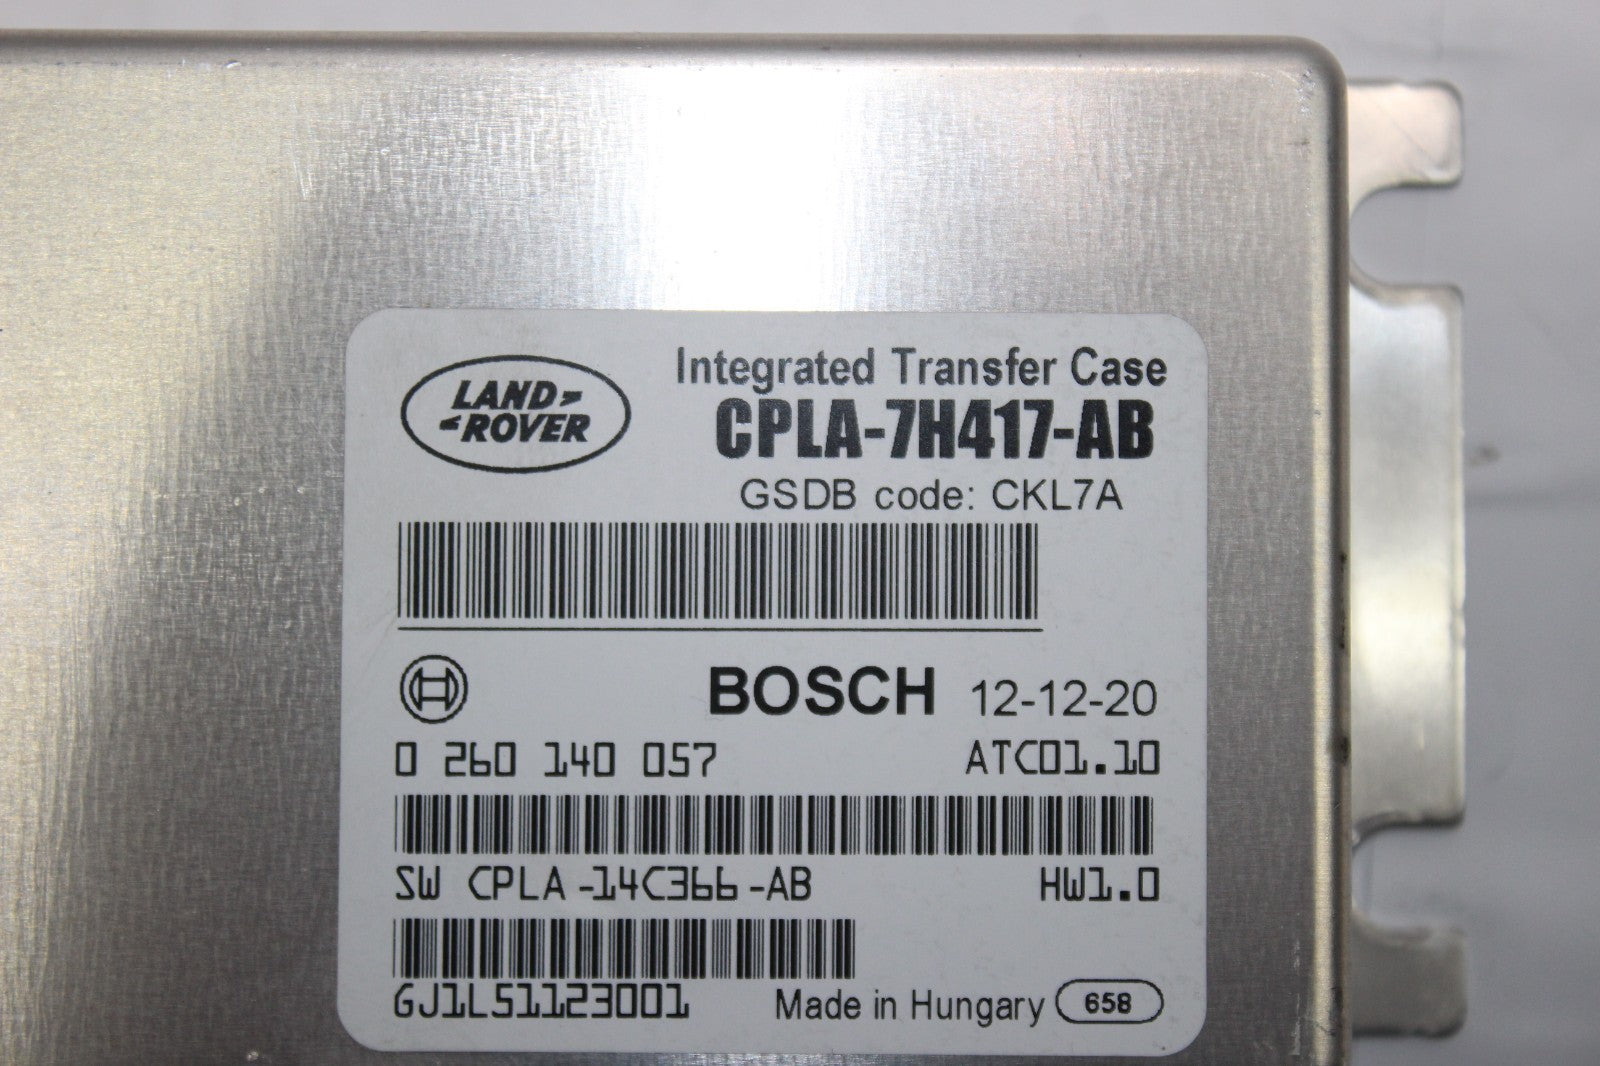 LAND
ROVER
Integrated Transfer Case
CPLA-7H417-AB
GSDB code: CKL7A
BOSCH 12-12-20
0 260 140 057 ATC01.10
SW CPLA-14C366-AB HW1.0
GJ1LS1123001 Made in Hungary 658